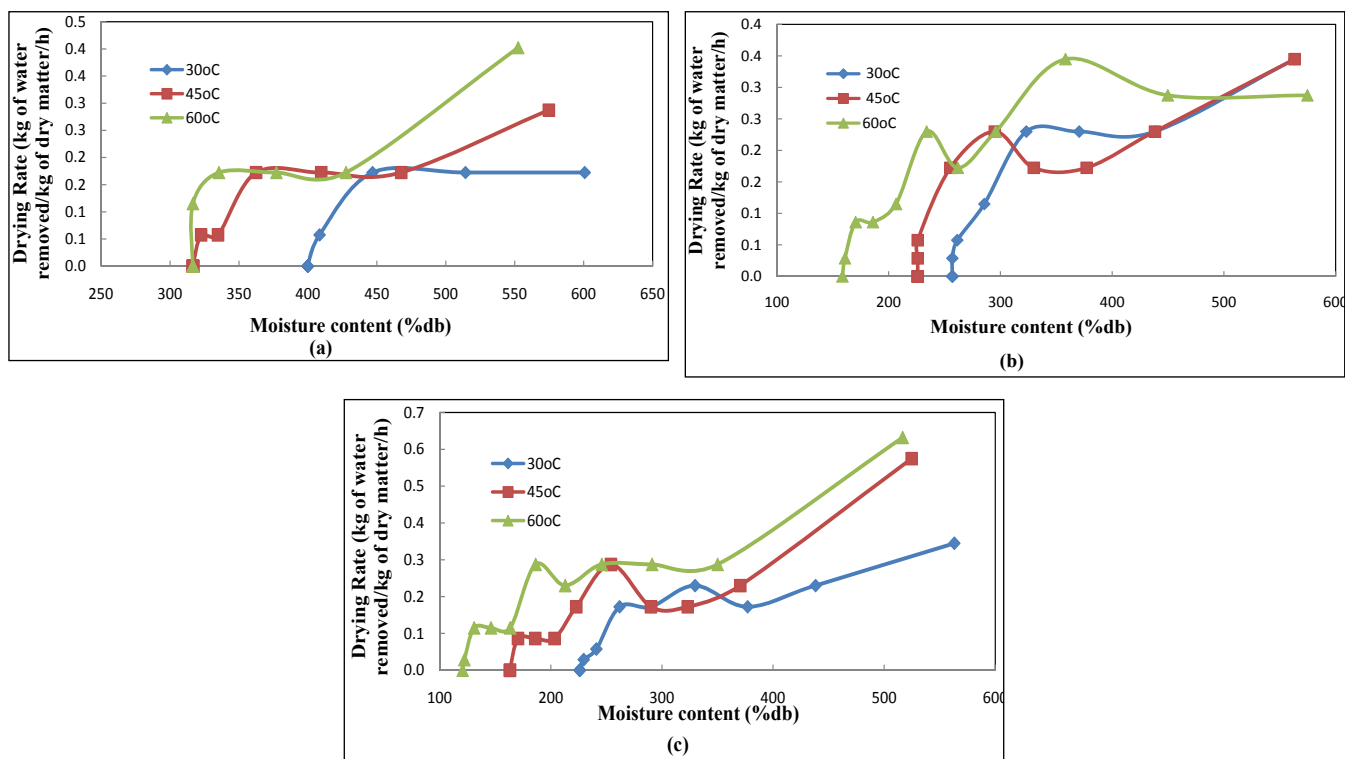 Drying Rate (kg of water
removed/kg of dry matter/h)
0.5
0.4
0.4
0.3
0.3
0.2
0.2
0.1
0.1
0.0
30oC
45oC
60oC
250 300 350 400 450 500 550 600 650
Moisture content (%db)
(a)
Drying Rate (kg of water
removed/kg of dry matter/h)
0.4
0.4
0.3
0.3
0.2
0.2
0.1
0.1
0.0
30oC
45oC
60oC
100 200 300 400 500 600
Moisture content (%db)
(b)
Drying Rate (kg of water
removed/kg of dry matter/h)
0.7
0.6
0.5
0.4
0.3
0.2
0.1
0.0
30oC
45oC
60oC
100 200 300 400 500 600
Moisture content (%db)
(c)